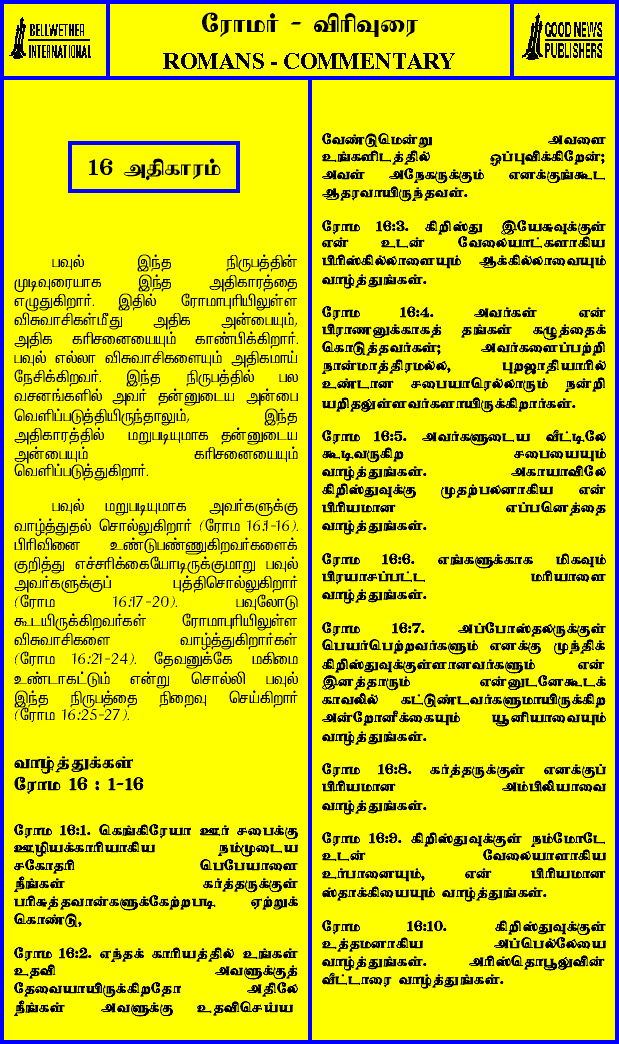 BELLWETHER
INTERNATIONAL
ரோமர் - விரிவுரை
ROMANS - COMMENTARY
GOOD NEWS
PUBLISHERS
16 அதிகாரம்
பவுல் இந்த நிருபத்தின்
முடிவுரையாக இந்த அதிகாரத்தை
எழுதுகிறார். இதில் ரோமாபுரியிலுள்ள
விசுவாசிகள்மீது அதிக அன்பையும்,
அதிக கரிசனையையும் காண்பிக்கிறார்.
பவுல் எல்லா விசுவாசிகளையும் அதிகமாய்
நேசிக்கிறவர். இந்த நிருபத்தில் பல
வசனங்களில் அவர் தன்னுடைய அன்பை
வெளிப்படுத்தியிருந்தாலும், இந்த
அதிகாரத்தில் மறுபடியுமாக தன்னுடைய
அன்பையும் கரிசனையையும்
வெளிப்படுத்துகிறார்.
பவுல் மறுபடியுமாக அவர்களுக்கு
வாழ்த்துதல் சொல்லுகிறார் (ரோம 16:1-16).
பிரிவினை உண்டுபண்ணுகிறவர்களைக்
குறித்து எச்சரிக்கையோடிருக்குமாறு பவுல்
அவர்களுக்குப் புத்திசொல்லுகிறார்
(ரோம 16:17-20). பவுலோடு
கூடயிருக்கிறவர்கள் ரோமாபுரியிலுள்ள
விசுவாசிகளை வாழ்த்துகிறார்கள்
(ரோம 16:21-24). தேவனுக்கே மகிமை
உண்டாகட்டும் என்று சொல்லி பவுல்
இந்த நிருபத்தை நிறைவு செய்கிறார்
(ரோம 16:25-27).
வாழ்த்துக்கள்
ரோம 16 : 1-16
ரோம 16:1. கெங்கிரேயா ஊர் சபைக்கு
ஊழியக்காரியாகிய நம்முடைய
சகோதரி பெபேயாளை
நீங்கள் கர்த்தருக்குள்
பரிசுத்தவான்களுக்கேற்றபடி ஏற்றுக்
கொண்டு,
ரோம 16:2. எந்தக் காரியத்தில் உங்கள்
உதவி அவளுக்குத்
தேவையாயிருக்கிறதோ அதிலே
நீங்கள் அவளுக்கு உதவிசெய்ய
வேண்டுமென்று அவளை
உங்களிடத்தில் ஒப்புவிக்கிறேன்;
அவள் அநேகருக்கும் எனக்குங்கூட
ஆதரவாயிருந்தவள்.
ரோம 16:3. கிறிஸ்து இயேசுவுக்குள்
என் உடன் வேலையாட்களாகிய
பிரிஸ்கில்லாளையும் ஆக்கில்லாவையும்
வாழ்த்துங்கள்.
ரோம 16:4. அவர்கள் என்
பிராணனுக்காகத் தங்கள் கழுத்தைக்
கொடுத்தவர்கள்; அவர்களைப்பற்றி
நான்மாத்திரமல்ல, புறஜாதியாரில்
உண்டான சபையாரெல்லாரும் நன்றி
யறிதலுள்ளவர்களாயிருக்கிறார்கள்.
ரோம 16:5. அவர்களுடைய வீட்டிலே
கூடிவருகிற சபையையும்
வாழ்த்துங்கள். அகாயாவிலே
கிறிஸ்துவுக்கு முதற்பலனாகிய என்
பிரியமான எப்பனெத்தை
வாழ்த்துங்கள்.
ரோம 16:6. எங்களுக்காக மிகவும்
பிரயாசப்பட்ட மரியாளை
வாழ்த்துங்கள்.
ரோம 16:7. அப்போஸ்தலருக்குள்
பெயர்பெற்றவர்களும் எனக்கு முந்திக்
கிறிஸ்துவுக்குள்ளானவர்களும் என்
இனத்தாரும் என்னுடனேகூடக்
காவலில் கட்டுண்டவர்களுமாயிருக்கிற
அன்றோனீக்கையும் யூனியாவையும்
வாழ்த்துங்கள்.
ரோம 16:8. கர்த்தருக்குள் எனக்குப்
பிரியமான அம்பிலியாவை
வாழ்த்துங்கள்.
ரோம 16:9. கிறிஸ்துவுக்குள் நம்மோடே
உடன் வேலையாளாகிய
உர்பானையும், என் பிரியமான
ஸ்தாக்கியையும் வாழ்த்துங்கள்.
ரோம 16:10. கிறிஸ்துவுக்குள்
உத்தமனாகிய அப்பெல்லேயை
வாழ்த்துங்கள். அரிஸ்தொபூலுவின்
வீட்டாரை வாழ்த்துங்கள்.